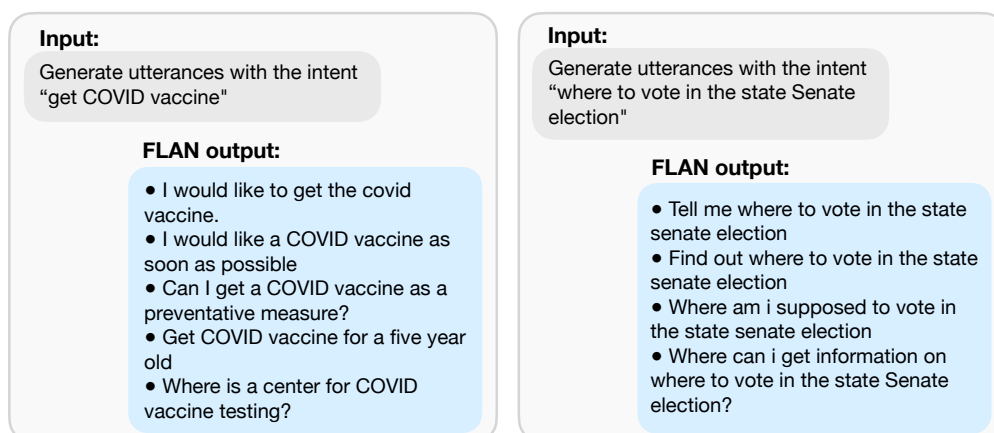 Input:
Generate utterances with the intent
“get COVID vaccine"
FLAN output:
● I would like to get the covid
vaccine.
● I would like a COVID vaccine as
soon as possible
● Can I get a COVID vaccine as a
preventative measure?
● Get COVID vaccine for a five year
old
● Where is a center for COVID
vaccine testing?
Input:
Generate utterances with the intent
“where to vote in the state Senate
election"
FLAN output:
● Tell me where to vote in the state
senate election
● Find out where to vote in the state
senate election
● Where am i supposed to vote in
the state senate election
● Where can i get information on
where to vote in the state Senate
election?